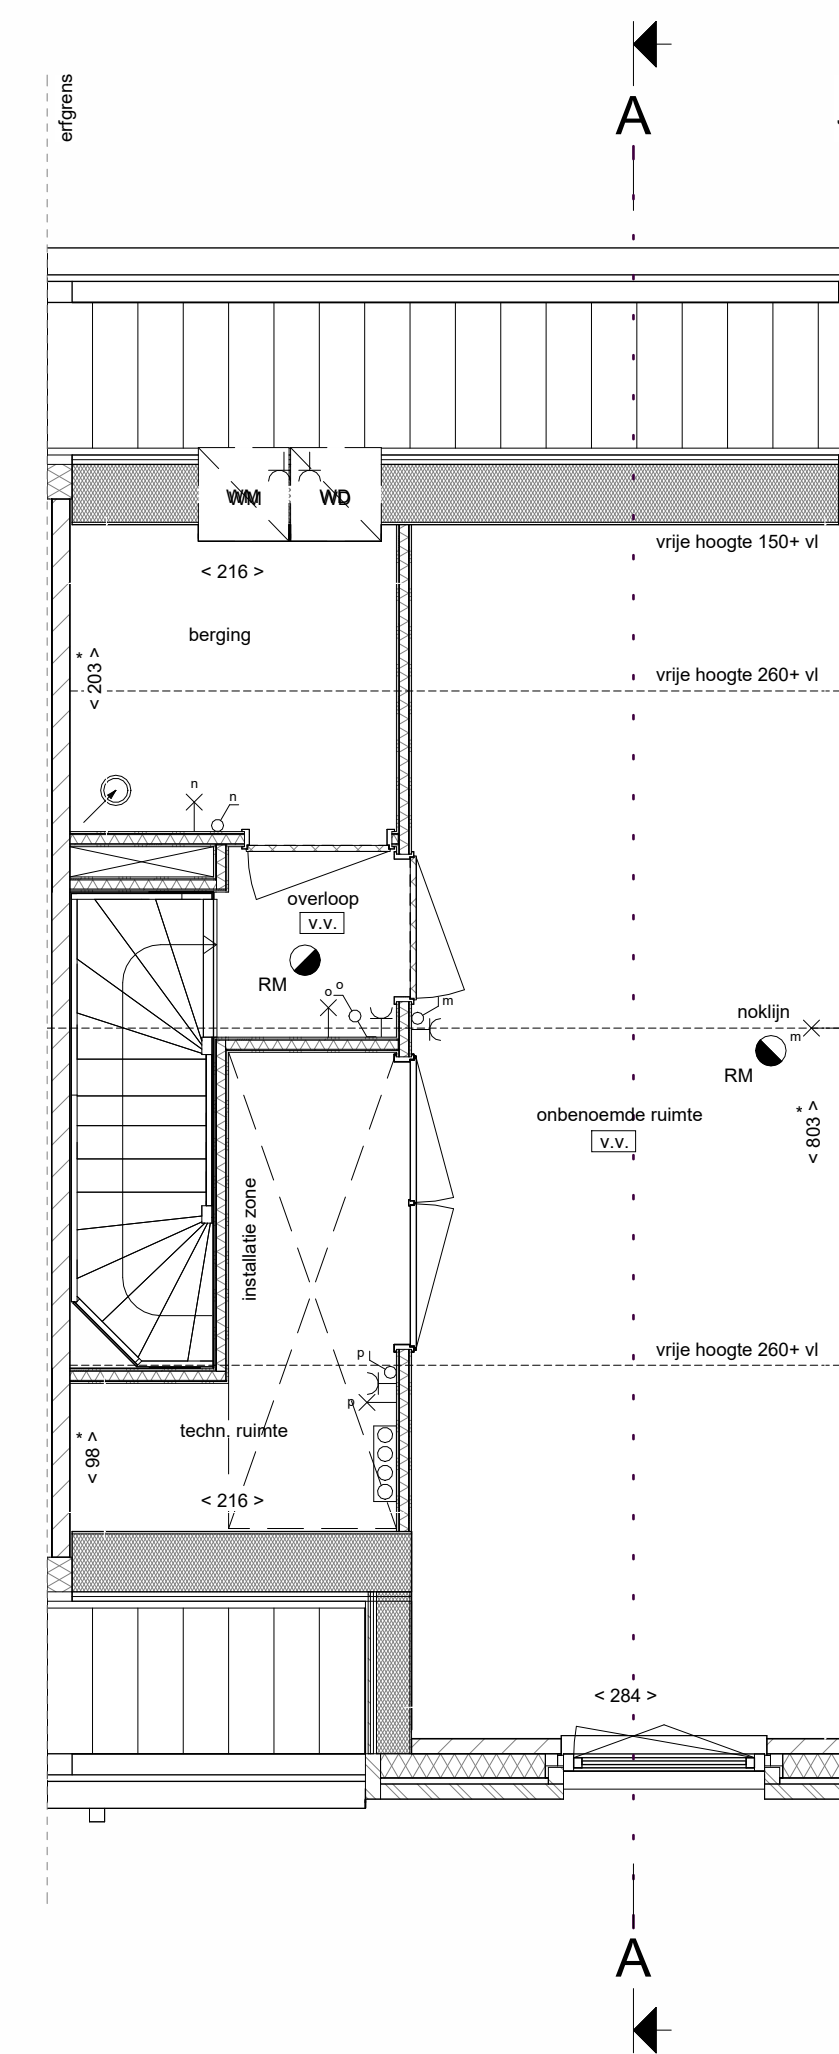 erfgrens
A
WM
WD
vrije hoogte 150+ vl
< 216 >
berging
* < 203 >
vrije hoogte 260+ vl
n
n
overloop
v.v.
RM
o
o
m
noklijn
m
RM
onbenoemde ruimte
v.v.
* < 803 >
installatie zone
vrije hoogte 260+ vl
p
p
techn. ruimte
* < 98 >
< 216 >
< 284 >
A